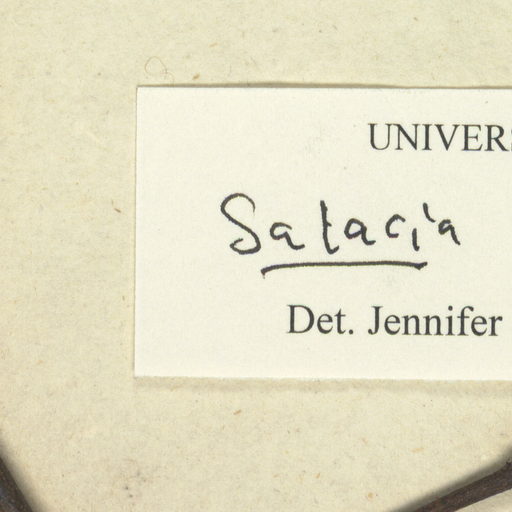 UNIVERS
Salacia
Det. Jennifer